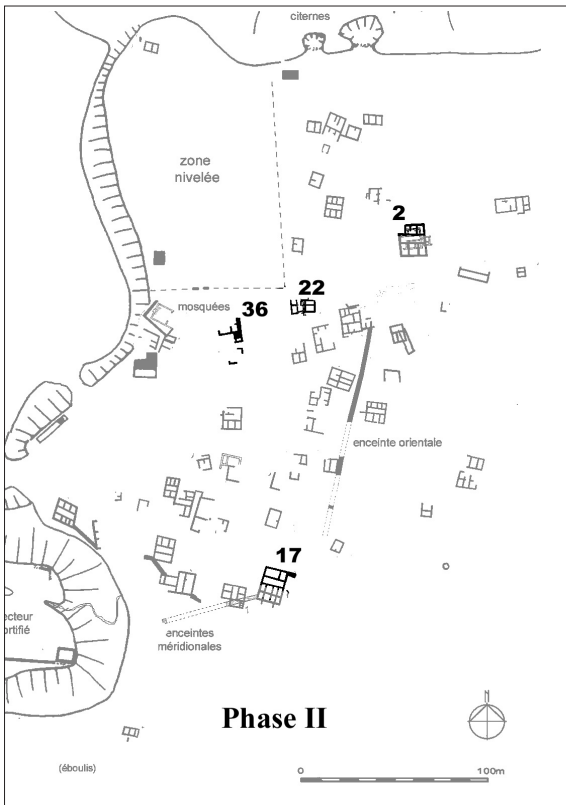 citernes
zone
nivelée
2
22
mosquées
36
enceinte orientale
17
ecteur
ortifié
enceintes
méridionales
Phase II
N
(éboulis)
0
100m